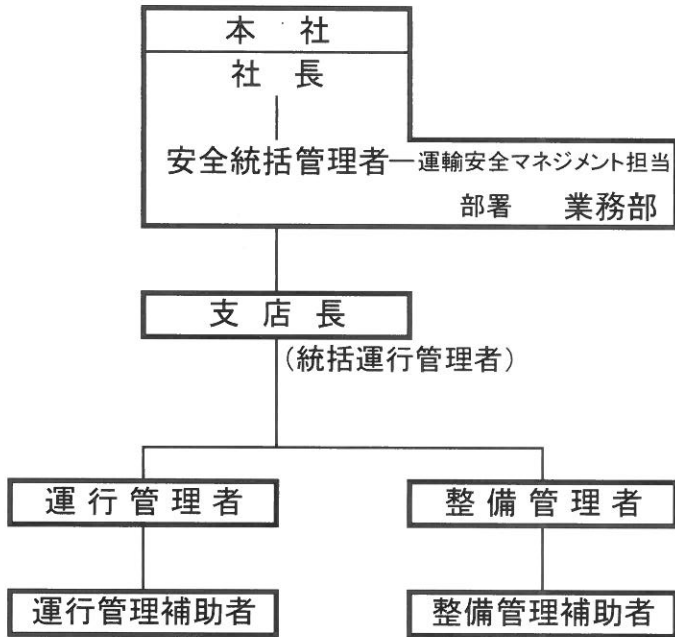 本 社
社 長
安全統括管理者―運輸安全マネジメント担当
部署 業務部
支 店 長
(統括運行管理者)
運 行 管 理 者
整 備 管 理 者
運行管理補助者
整備管理補助者